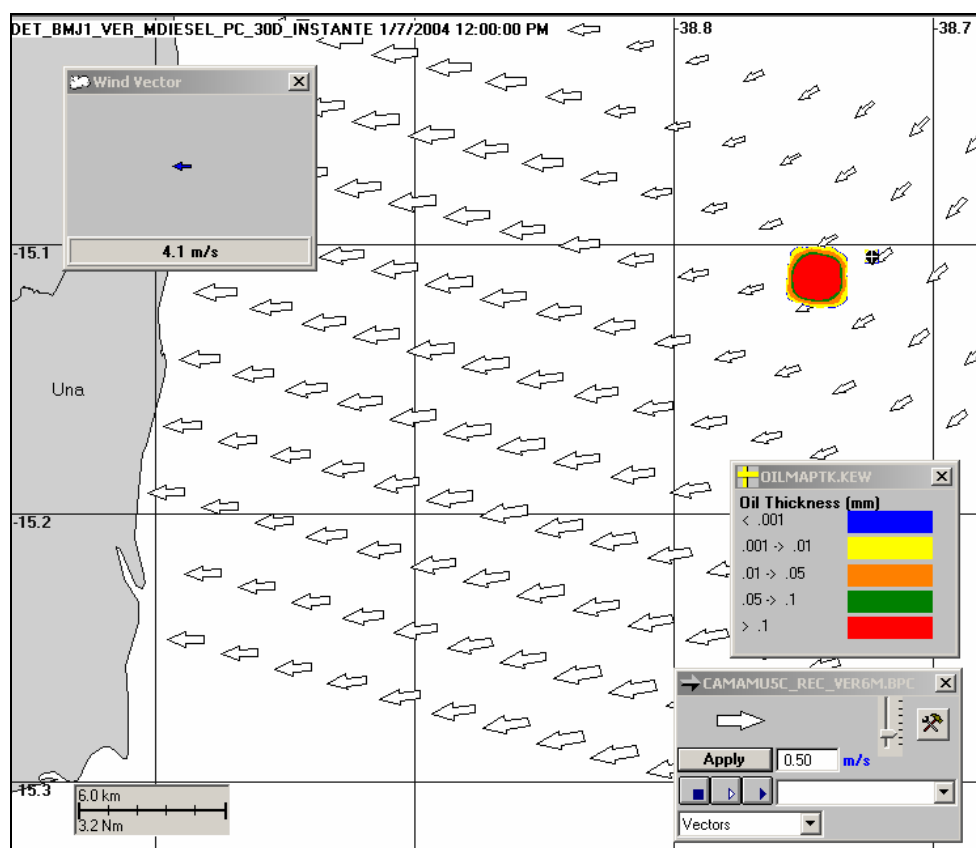 DET_BMJ1_VER_MDIESEL_PC_30D_INSTANTE 1/7/2004 12:00:00 PM
-38.8
-38.7
Wind Vector
4.1 m/s
-15.1
Una
-15.2
OILMAPTK.KEW
Oil Thickness (mm)
< .001
.001 -> .01
.01 -> .05
.05 -> .1
> .1
CAMAMU5C_REC_VER6M.BPC
Apply 0.50 m/s
Vectors
-15.3
6.0 km
3.2 Nm